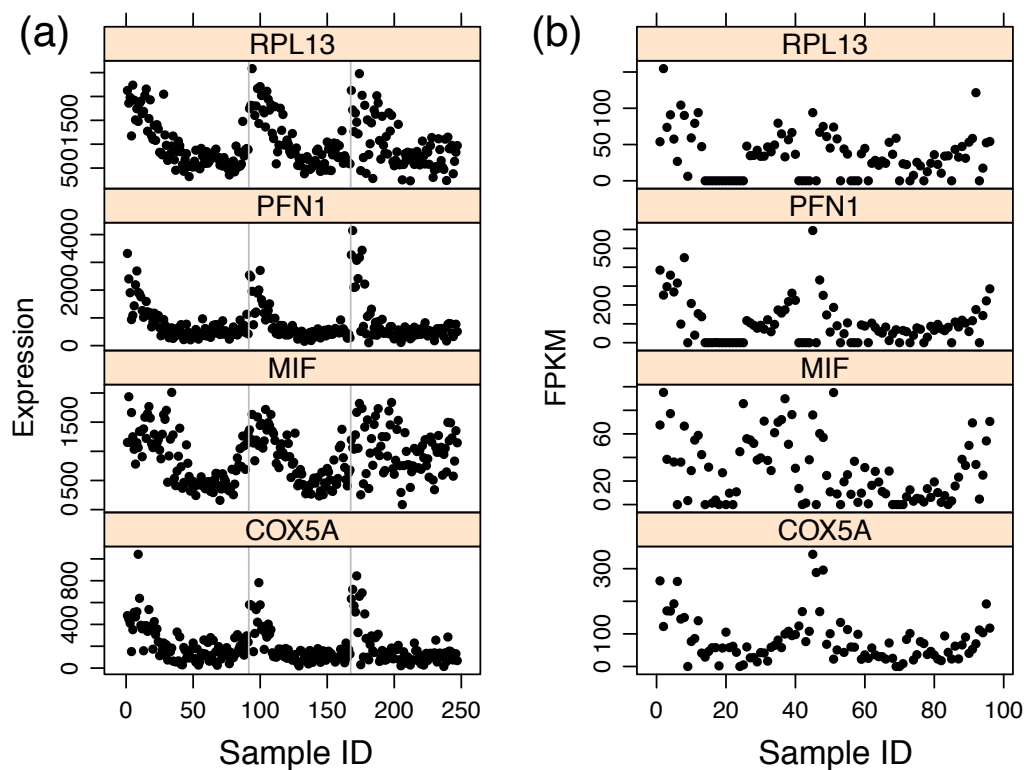 (a)
RPL13
500 1500
PFN1
0 2000 4000
MIF
0 500 1500
COX5A
0 400 800
0 50 100 150 200 250
Expression
Sample ID
(b)
RPL13
0 50 100
PFN1
0 200 500
MIF
0 20 60
COX5A
0 100 300
0 20 40 60 80 100
FPKM
Sample ID